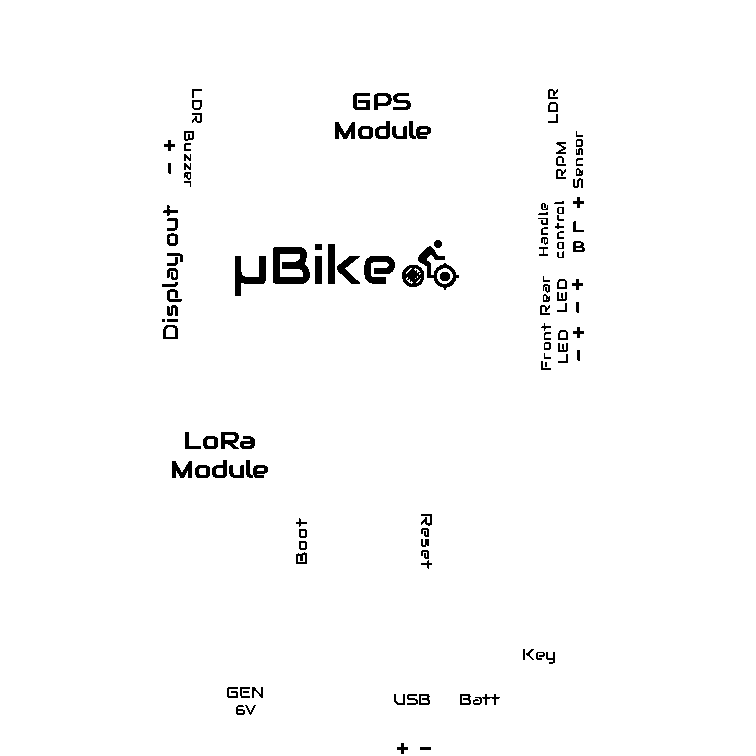 GPS
Module
LDR
Buzzer
+
-
Display out
LDR
RPM
Sensor
+
L
B
Handle
control
Rear
LED
+
-
Front
LED
+
-
µBike
LoRa
Module
Boot
Reset
Key
GEN
6V
USB
Batt
+ -